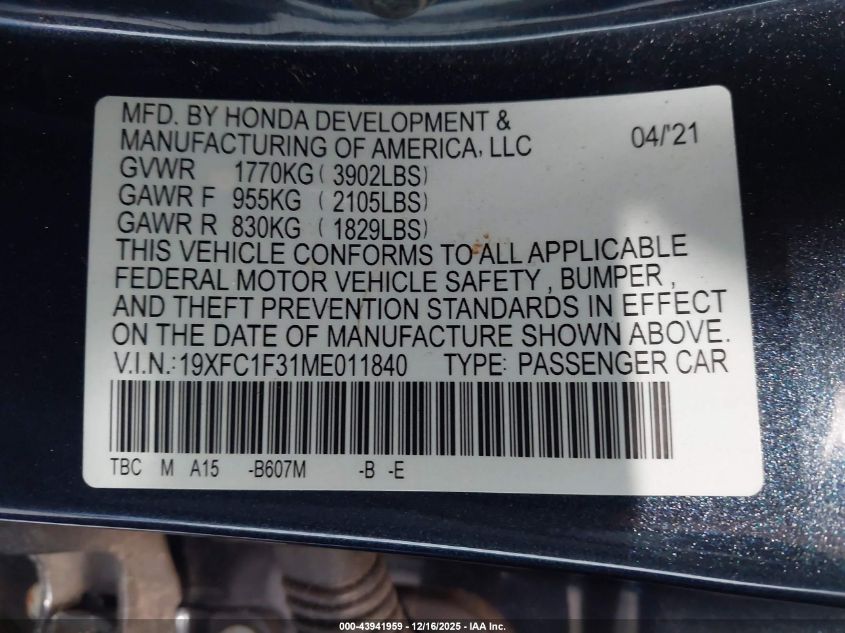 MFD. BY HONDA DEVELOPMENT &
MANUFACTURING OF AMERICA, LLC 04/'21
GVWR 1770KG ( 3902LBS)
GAWR F 955KG ( 2105LBS)
GAWR R 830KG ( 1829LBS)
THIS VEHICLE CONFORMS TO ALL APPLICABLE
FEDERAL MOTOR VEHICLE SAFETY , BUMPER ,
AND THEFT PREVENTION STANDARDS IN EFFECT
ON THE DATE OF MANUFACTURE SHOWN ABOVE.
V.I.N.: 19XFC1F31ME011840 TYPE: PASSENGER CAR
TBC M A15 -B607M -B -E
000-43941959 - 12/16/2025 - IAA Inc.